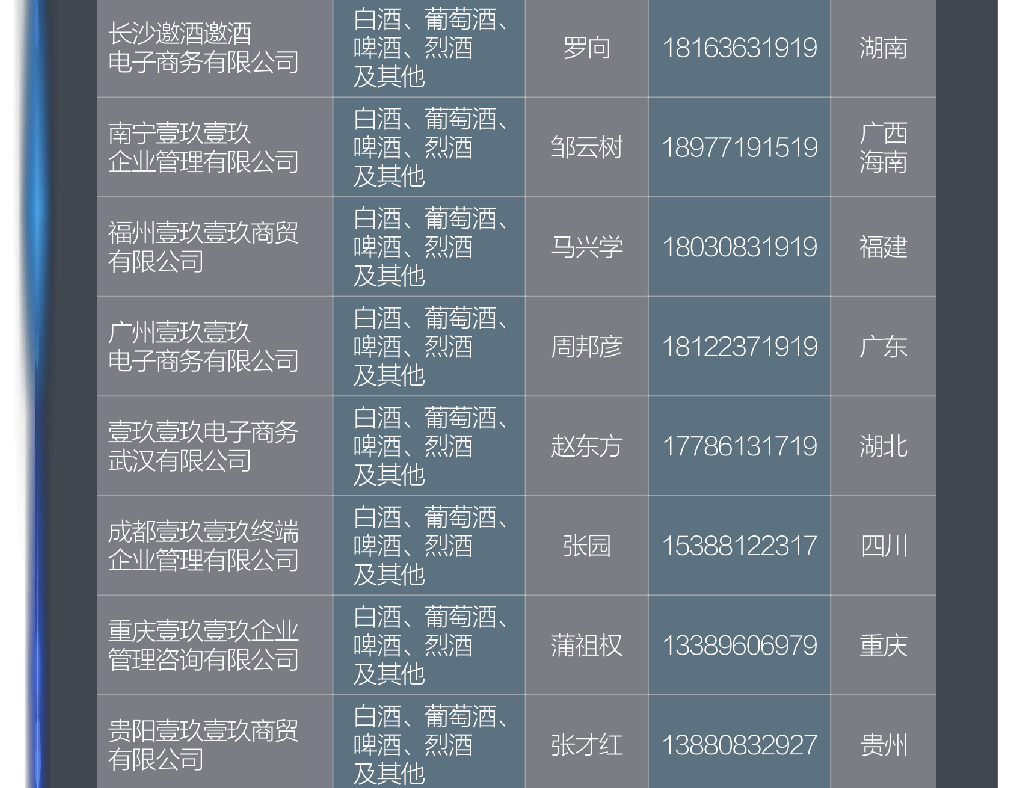 长沙邀酒邀酒
电子商务有限公司
白酒、葡萄酒、
啤酒、烈酒
及其他
罗向
18163631919
湖南
南宁壹玖壹玖
企业管理有限公司
白酒、葡萄酒、
啤酒、烈酒
及其他
邹云树
18977191519
广西
海南
福州壹玖壹玖商贸
有限公司
白酒、葡萄酒、
啤酒、烈酒
及其他
马兴学
18030831919
福建
广州壹玖壹玖
电子商务有限公司
白酒、葡萄酒、
啤酒、烈酒
及其他
周邦彦
18122371919
广东
壹玖壹玖电子商务
武汉有限公司
白酒、葡萄酒、
啤酒、烈酒
及其他
赵东方
17786131719
湖北
成都壹玖壹玖终端
企业管理有限公司
白酒、葡萄酒、
啤酒、烈酒
及其他
张园
15388122317
四川
重庆壹玖壹玖企业
管理咨询有限公司
白酒、葡萄酒、
啤酒、烈酒
及其他
蒲祖权
13389606979
重庆
贵阳壹玖壹玖商贸
有限公司
白酒、葡萄酒、
啤酒、烈酒
及其他
张才红
13880832927
贵州